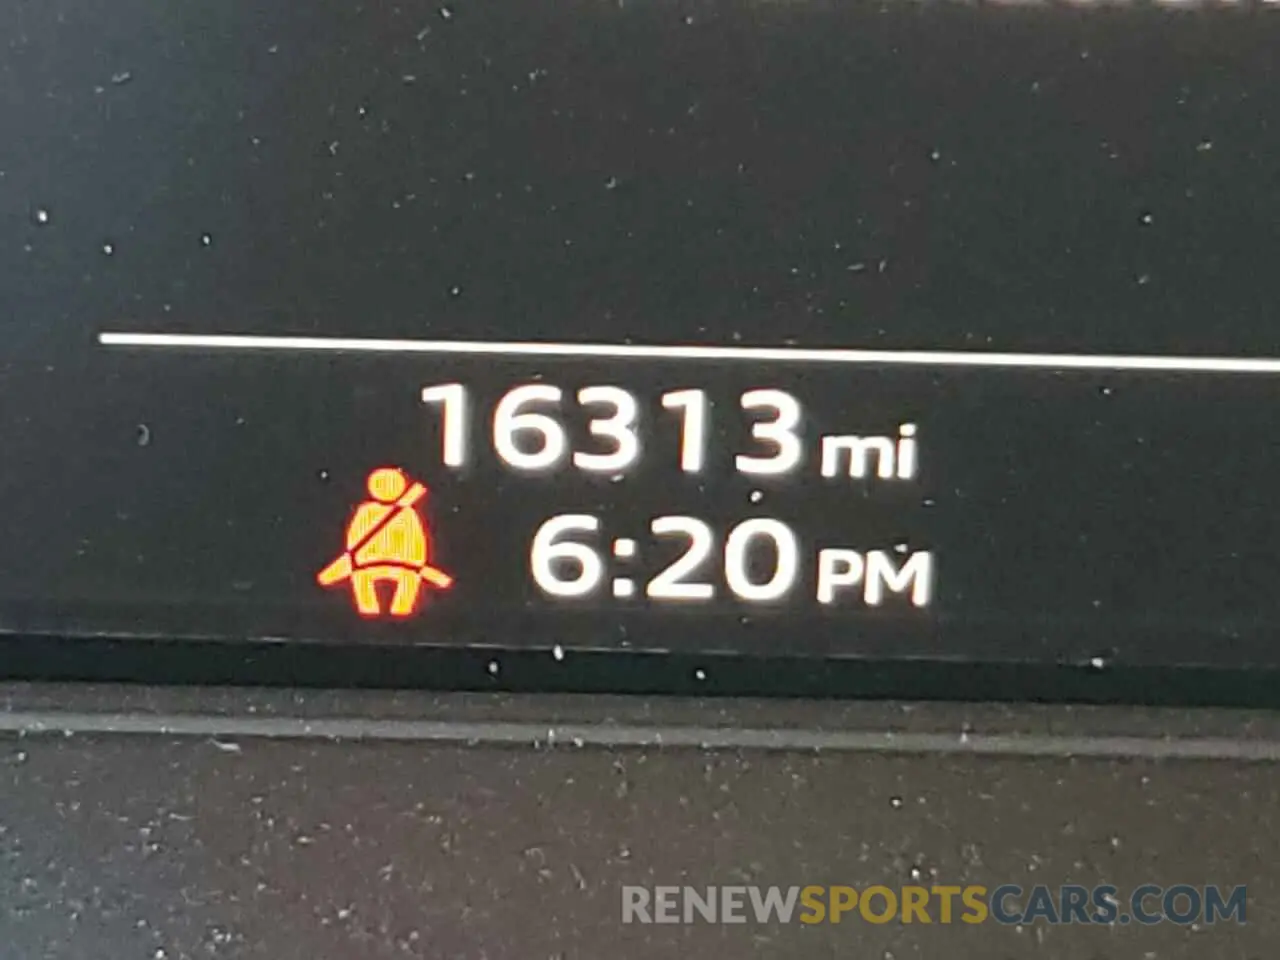 16313 mi
6:20 PM
RENEWSPORTSCARS.COM